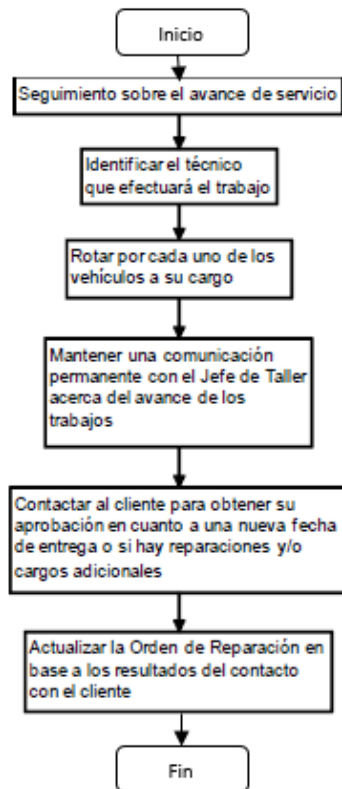 Inicio
Seguimiento sobre el avance de servicio
Identificar el técnico
que efectuará el trabajo
Rotar por cada uno de los
vehículos a su cargo
Mantener una comunicación
permanente con el Jefe de Taller
acerca del avance de los
trabajos
Contactar al cliente para obtener su
aprobación en cuanto a una nueva fecha
de entrega o si hay reparaciones y/o
cargos adicionales
Actualizar la Orden de Reparación en
base a los resultados del contacto
con el cliente
Fin